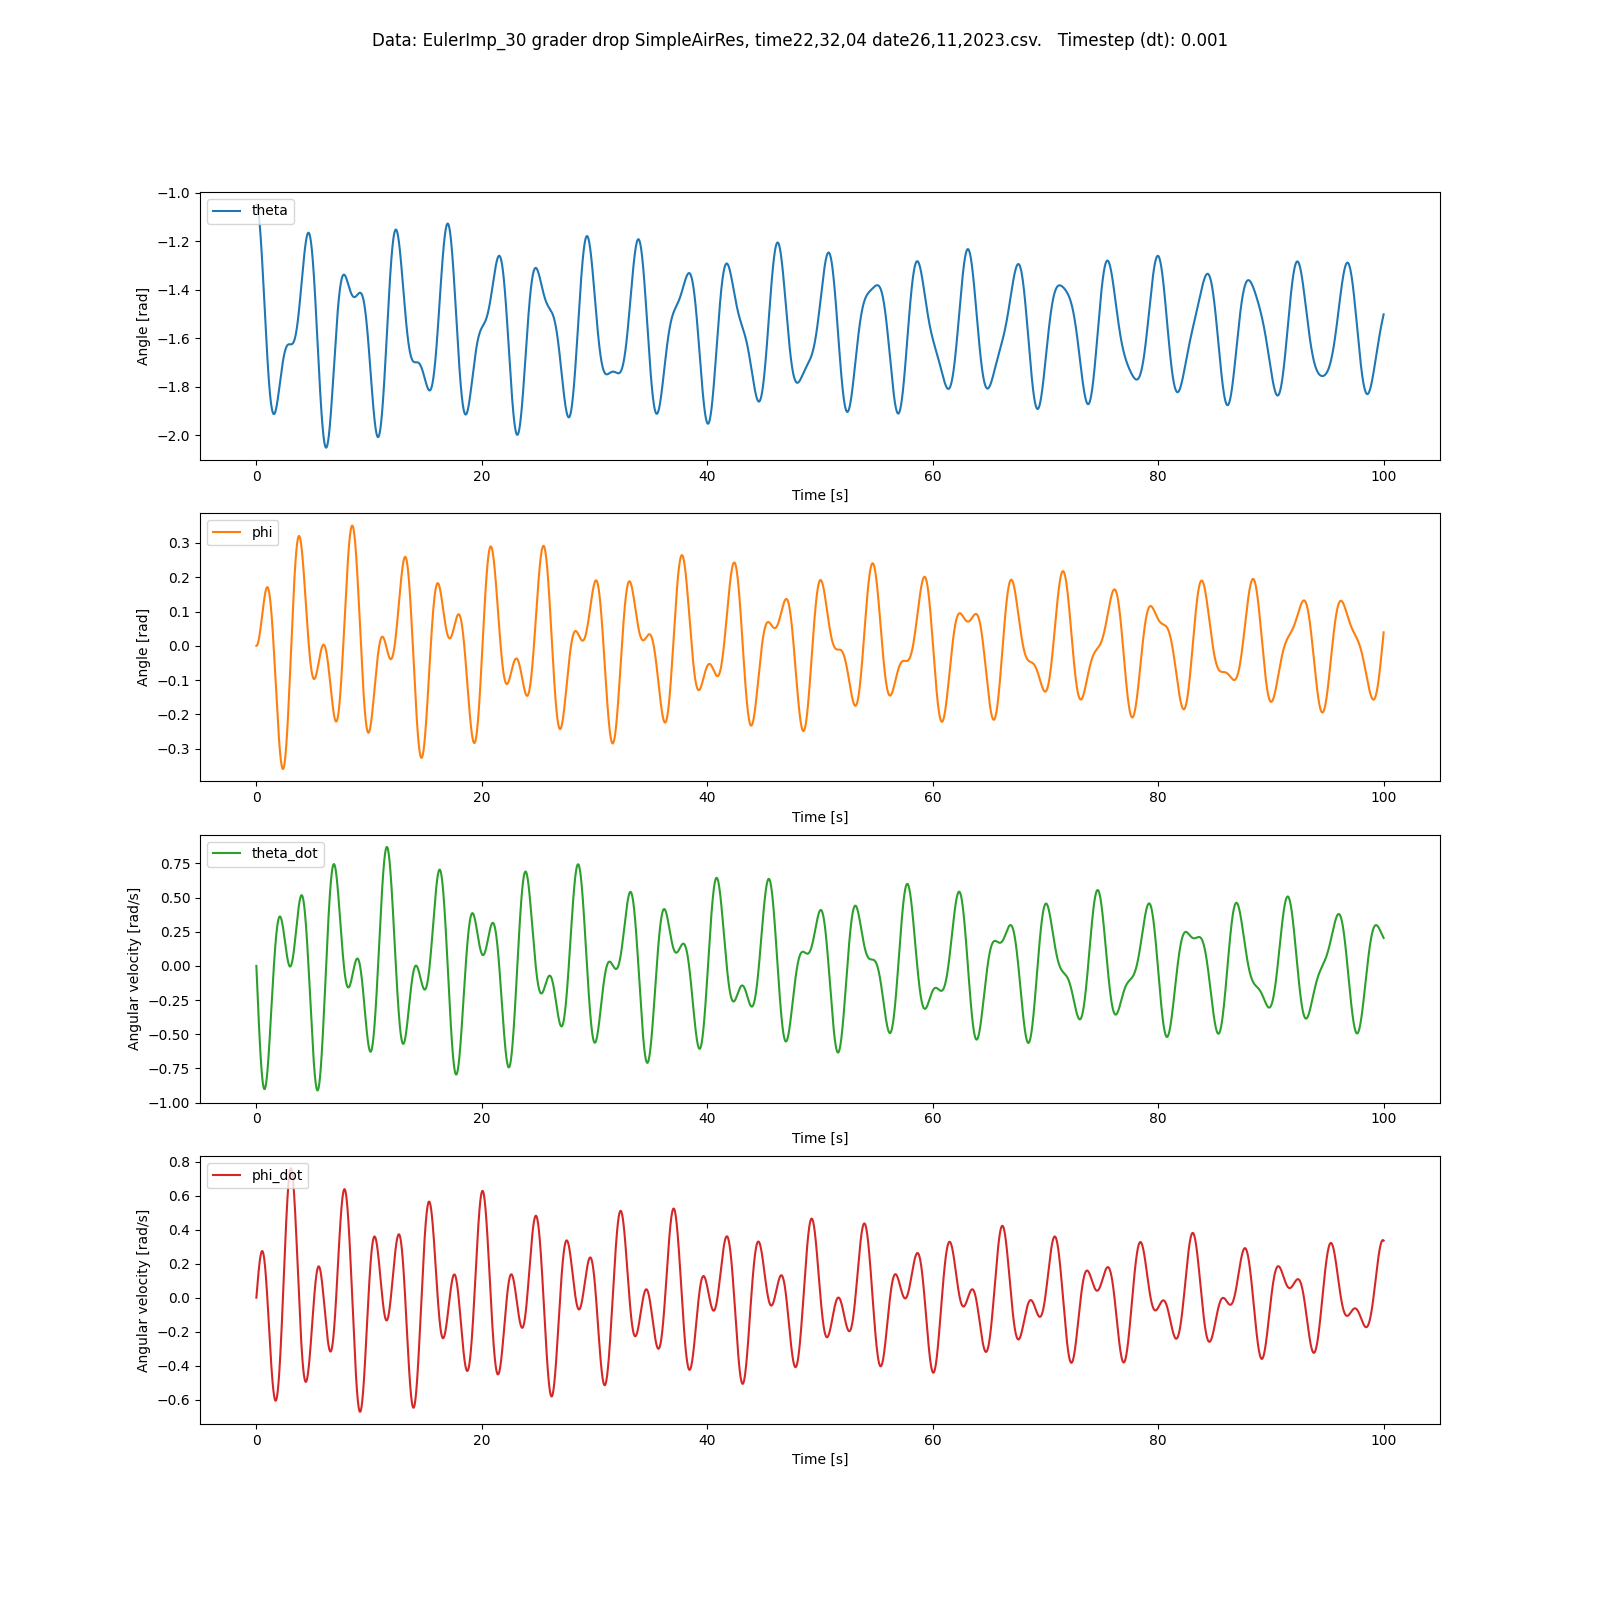 Data: EulerImp_30 grader drop SimpleAirRes, time22,32,04 date26,11,2023.csv.   Timestep (dt): 0.001
theta
Angle [rad]
−1.0
−1.2
−1.4
−1.6
−1.8
−2.0
0 20 40 60 80 100
Time [s]
phi
Angle [rad]
0.3
0.2
0.1
0.0
−0.1
−0.2
−0.3
0 20 40 60 80 100
Time [s]
theta_dot
Angular velocity [rad/s]
0.75
0.50
0.25
0.00
−0.25
−0.50
−0.75
−1.00
0 20 40 60 80 100
Time [s]
phi_dot
Angular velocity [rad/s]
0.8
0.6
0.4
0.2
0.0
−0.2
−0.4
−0.6
0 20 40 60 80 100
Time [s]